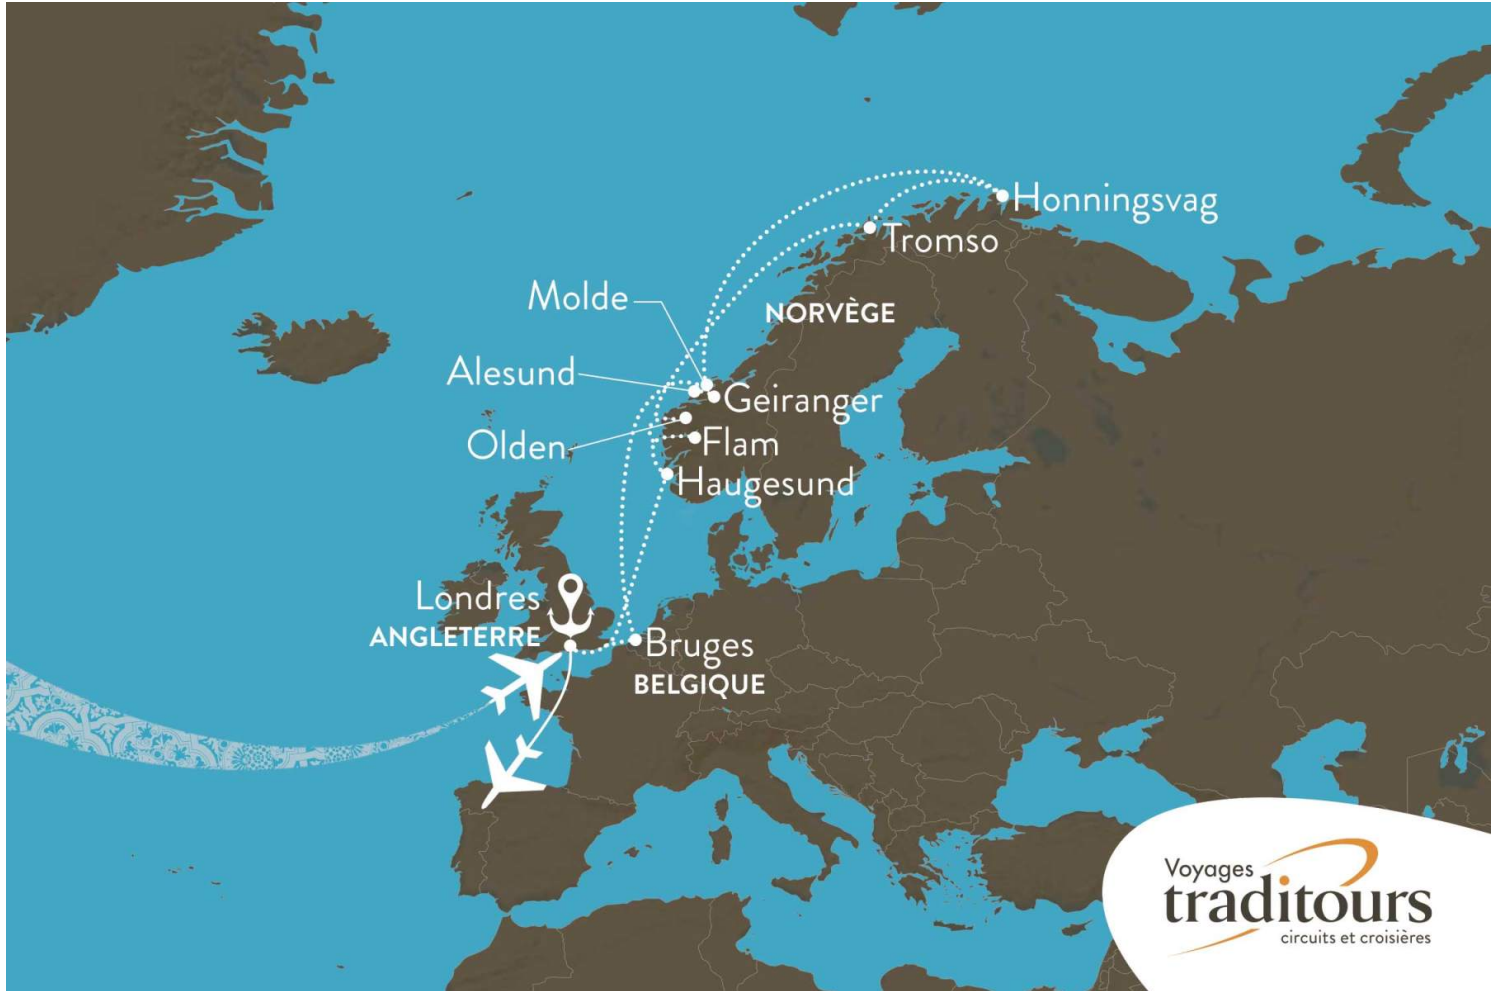 Honningsvag
Tromso
Molde
NORVÈGE
Alesund
Geiranger
Olden
Flam
Haugesund
Londres
ANGLETERRE
Bruges
BELGIQUE
Voyages
traditours
circuits et croisières